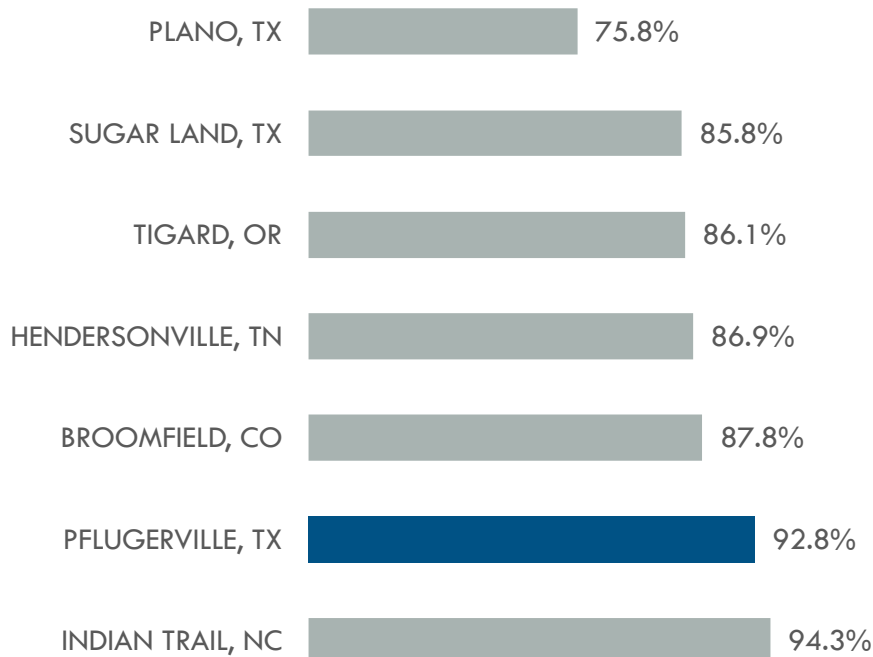 PLANO, TX 75.8%
SUGAR LAND, TX 85.8%
TIGARD, OR 86.1%
HENDERSONVILLE, TN 86.9%
BROOMFIELD, CO 87.8%
PFLUGERVILLE, TX 92.8%
INDIAN TRAIL, NC 94.3%